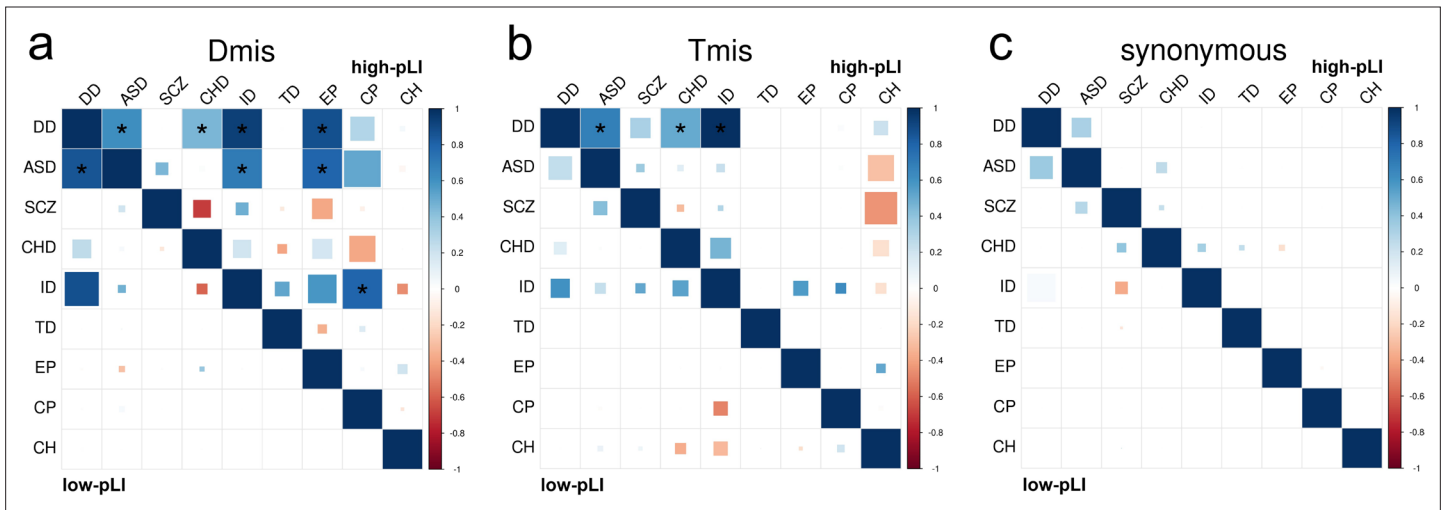 a
Dmis
high-pLI
DD ASD SCZ CHD ID TD EP CP CH
DD * * * *
ASD * * *
SCZ
CHD
ID *
TD
EP
CP
CH
low-pLI
1
0.8
0.6
0.4
0.2
0
-0.2
-0.4
-0.6
-0.8
-1
b
Tmis
high-pLI
DD ASD SCZ CHD ID TD EP CP CH
DD * * *
ASD
SCZ
CHD
ID
TD
EP
CP
CH
low-pLI
1
0.8
0.6
0.4
0.2
0
-0.2
-0.4
-0.6
-0.8
-1
c
synonymous
high-pLI
DD ASD SCZ CHD ID TD EP CP CH
DD
ASD
SCZ
CHD
ID
TD
EP
CP
CH
low-pLI
1
0.8
0.6
0.4
0.2
0
-0.2
-0.4
-0.6
-0.8
-1